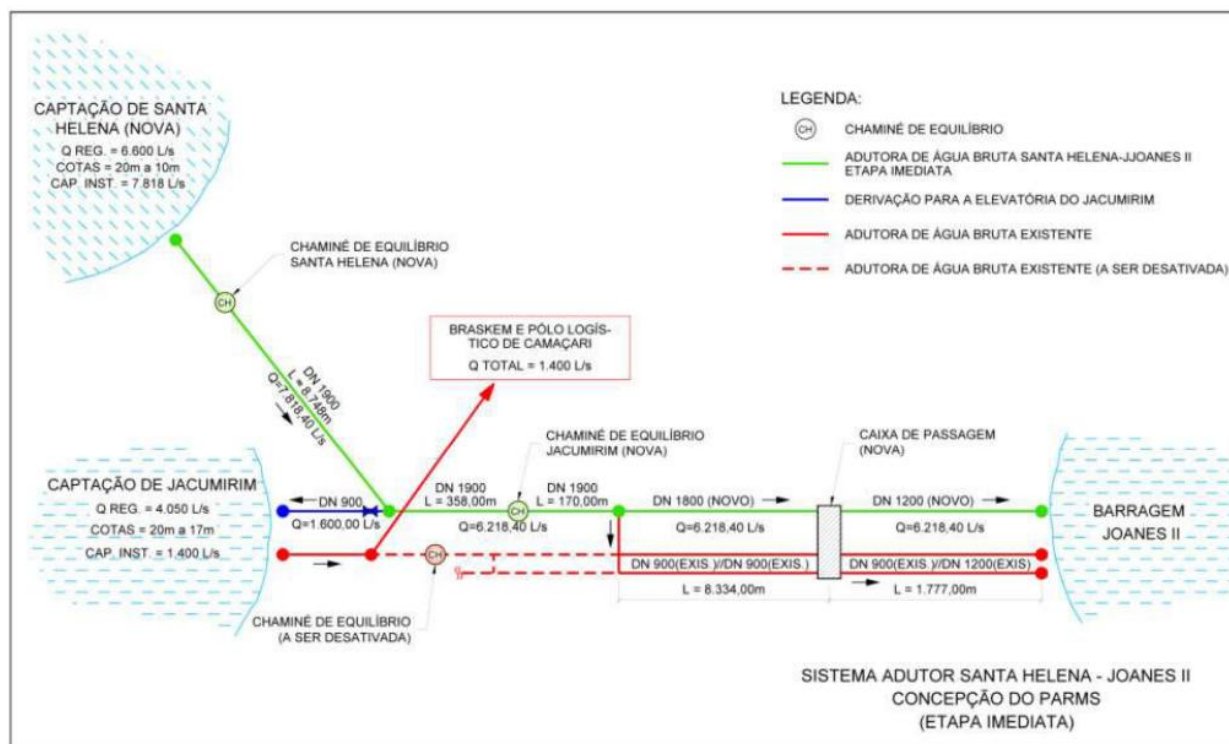 CAPTAÇÃO DE SANTA
HELENA (NOVA)
Q REG. = 6.600 L/s
COTAS = 20m a 10m
CAP. INST. = 7.818 L/s
LEGENDA:
CH
CHAMINÉ DE EQUILÍBRIO
ADUTORA DE ÁGUA BRUTA SANTA HELENA-JJOANES II
ETAPA IMEDIATA
DERIVAÇÃO PARA A ELEVATÓRIA DO JACUMIRIM
ADUTORA DE ÁGUA BRUTA EXISTENTE
ADUTORA DE ÁGUA BRUTA EXISTENTE (A SER DESATIVADA)
CHAMINÉ DE EQUILÍBRIO
SANTA HELENA (NOVA)
CH
DN 1900
L = 8.748m
Q=7.818,40 L/s
BRASKEM E PÓLO LOGÍS-
TICO DE CAMAÇARI
Q TOTAL = 1.400 L/s
CHAMINÉ DE EQUILÍBRIO
JACUMIRIM (NOVA)
CAIXA DE PASSAGEM
(NOVA)
CAPTAÇÃO DE JACUMIRIM
Q REG. = 4.050 L/s
COTAS = 20m a 17m
CAP. INST. = 1.400 L/s
DN 900
Q=1.600,00 L/s
DN 1900
L = 358,00m
CH
DN 1900
L = 170,00m
Q=6.218,40 L/s
DN 1800 (NOVO)
Q=6.218,40 L/s
DN 1200 (NOVO)
Q=6.218,40 L/s
BARRAGEM
JOANES II
CH
DN 900(EXIS.)//DN 900(EXIS.)
L = 8.334,00m
DN 900(EXIS.)//DN 1200(EXIS)
L = 1.777,00m
CHAMINÉ DE EQUILÍBRIO
(A SER DESATIVADA)
SISTEMA ADUTOR SANTA HELENA - JOANES II
CONCEPÇÃO DO PARMS
(ETAPA IMEDIATA)